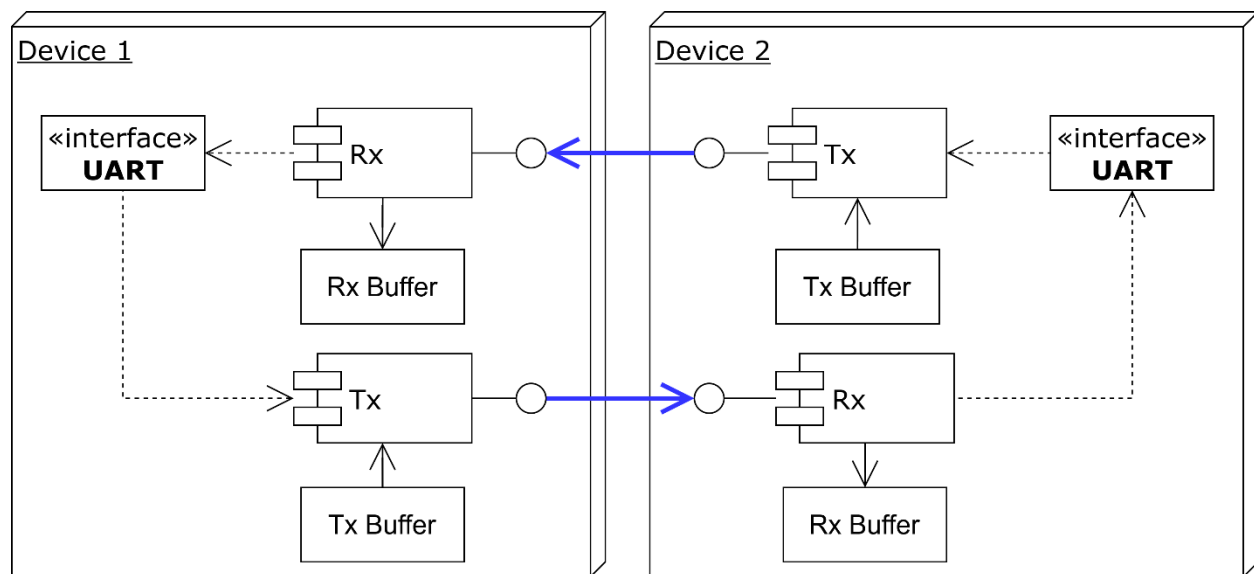 Device 1
«interface»
UART
Rx
Rx Buffer
Tx
Tx Buffer
Device 2
Tx
«interface»
UART
Tx Buffer
Rx
Rx Buffer